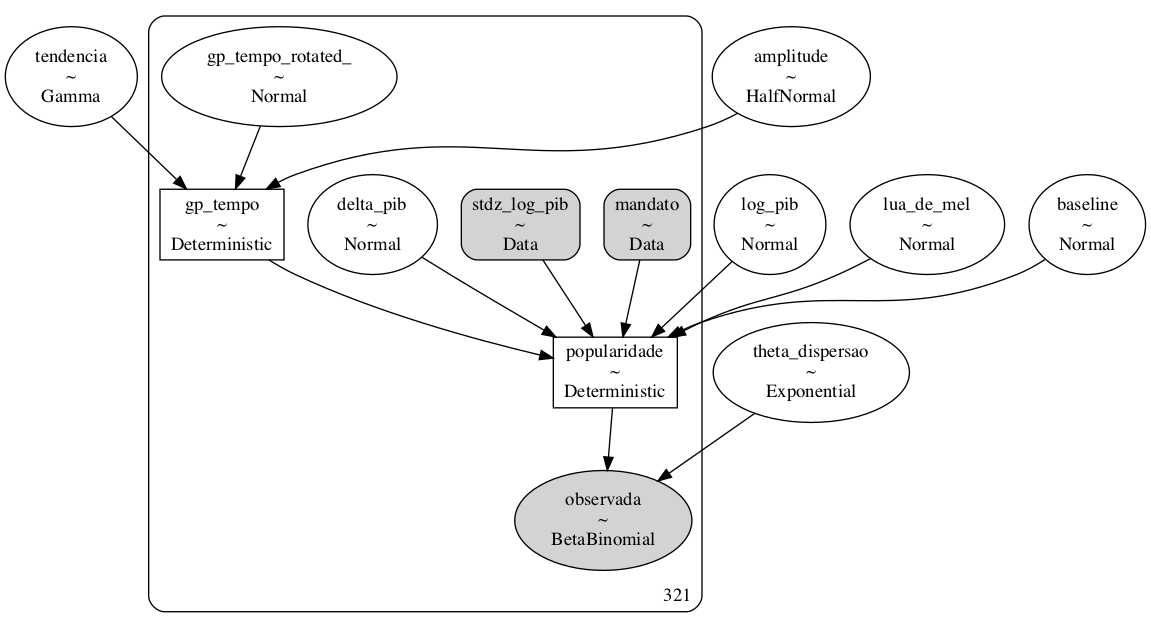 tendencia
~
Gamma
gp_tempo_rotated_
~
Normal
amplitude
~
HalfNormal
gp_tempo
~
Deterministic
delta_pib
~
Normal
stdz_log_pib
~
Data
mandato
~
Data
log_pib
~
Normal
lua_de_mel
~
Normal
baseline
~
Normal
popularidade
~
Deterministic
theta_dispersao
~
Exponential
observada
~
BetaBinomial
321